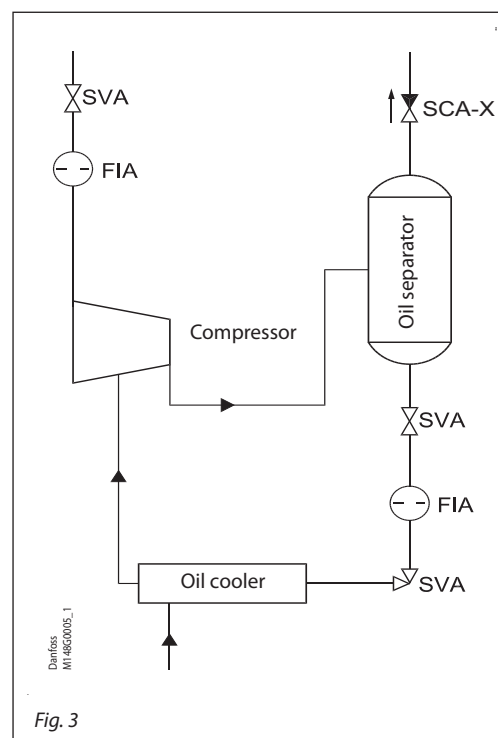 SVA
SCA-X
FIA
Oil separator
Compressor
SVA
FIA
Oil cooler
SVA
Danfoss
M148G0005_1
Fig. 3